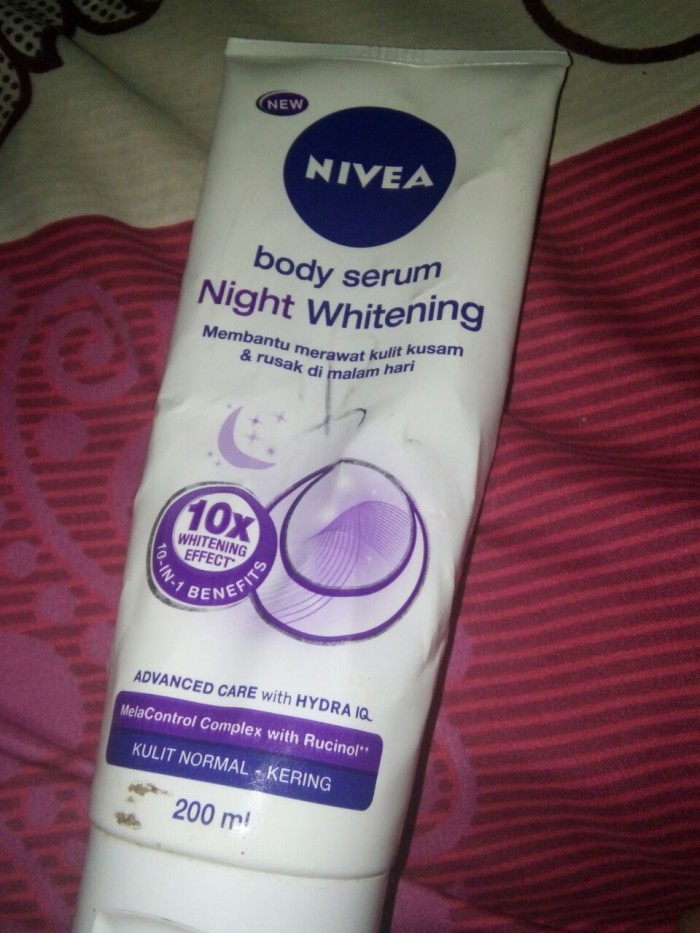 NEW
NIVEA
body serum
Night Whitening
Membantu merawat kulit kusam
& rusak di malam hari
10x
WHITENING
EFFECT*
10-IN-1 BENEFITS
ADVANCED CARE with HYDRA IQ
MelaControl Complex with Rucinol**
KULIT NORMAL - KERING
200 ml